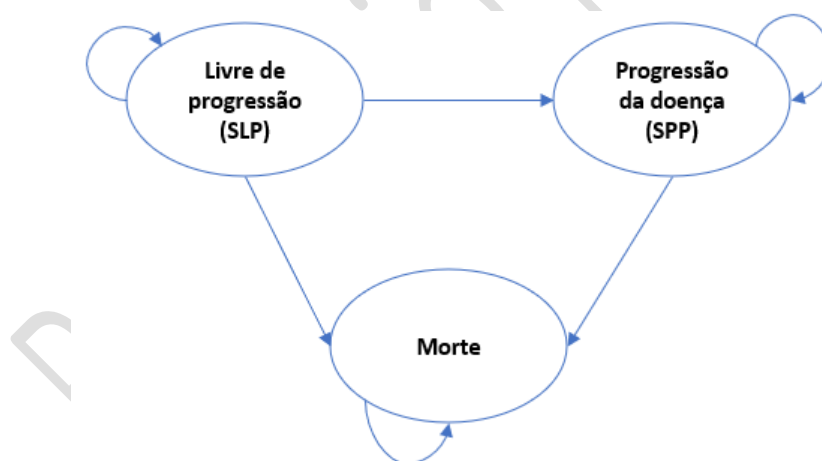 Livre de
progressão
(SLP)
Progressão
da doença
(SPP)
Morte